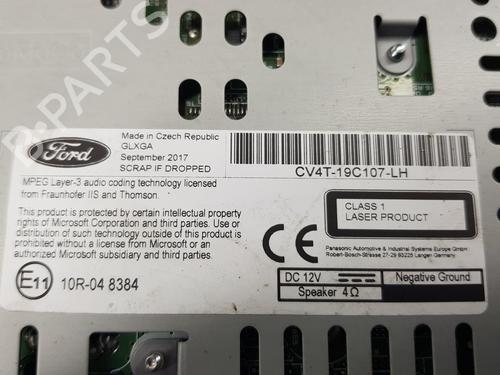 B-PARTS
Ford
Made in Czech Republic
GLXGA
September 2017
SCRAP IF DROPPED
CV4T-19C107-LH
MPEG Layer-3 audio coding technology licensed
from Fraunhofer IIS and Thomson.
This product is protected by certain intellectual property
rights of Microsoft Corporation and third parties. Use or
distribution of such technology outside of this product is
prohibited without a license from Microsoft or an
authorized Microsoft subsidiary and third parties.
CLASS 1
LASER PRODUCT
CE
Panasonic Automotive & Industrial Systems Europe GmbH
Robert-Bosch-Strasse 27-29 63225 Langen Germany
DC 12V
Negative Ground
Speaker 4Ω
E11
10R-04 8384